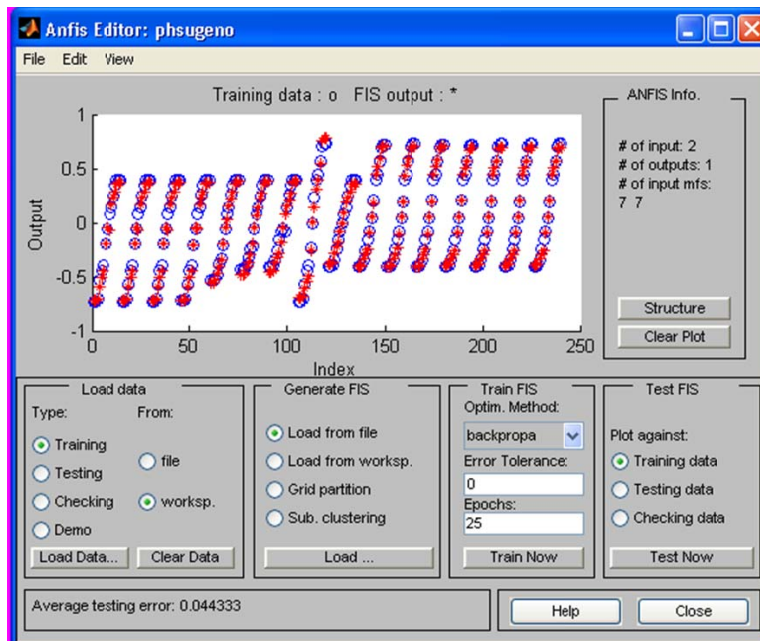 Anfis Editor: phsugeno
File Edit View
Training data : o FIS output : *
ANFIS Info.
# of input: 2
# of outputs: 1
# of input mfs:
7 7
Structure
Clear Plot
Output
1
0.5
0
-0.5
-1
0 50 100 150 200 250
Index
Load data
Type: From:
Training
Testing
Checking
Demo
file
worksp.
Load Data... Clear Data
Generate FIS
Load from file
Load from worksp.
Grid partition
Sub. clustering
Load ...
Train FIS
Optim. Method:
backpropa
Error Tolerance:
0
Epochs:
25
Train Now
Test FIS
Plot against:
Training data
Testing data
Checking data
Test Now
Average testing error: 0.044333
Help Close